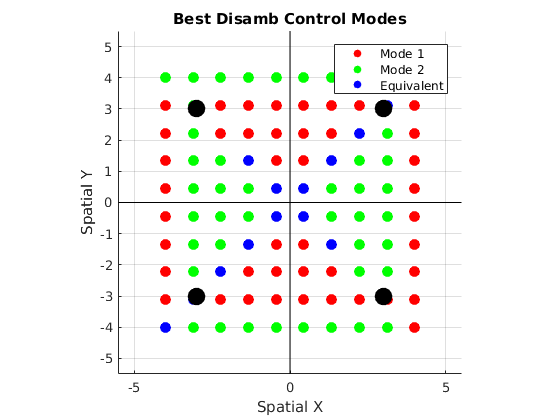 Best Disamb Control Modes
Mode 1
Mode 2
Equivalent
Spatial Y
5
4
3
2
1
0
-1
-2
-3
-4
-5
-5
0
5
Spatial X